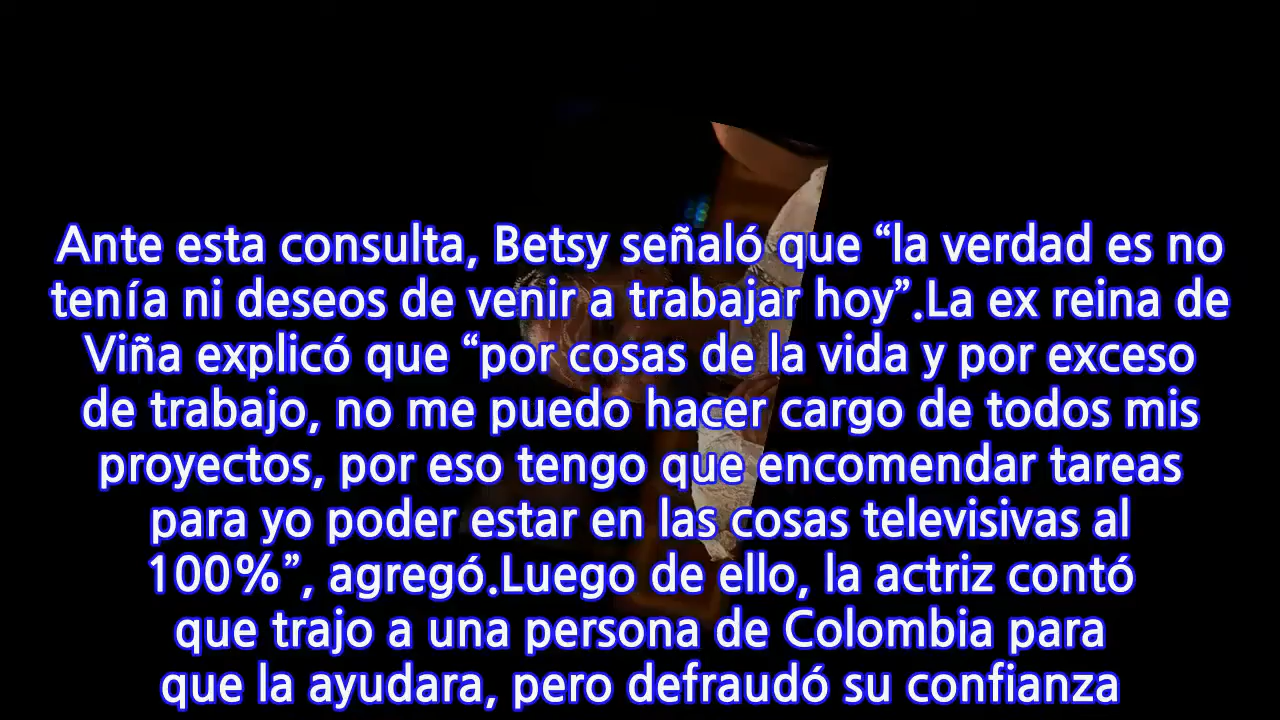 Ante esta consulta, Betsy señaló que “la verdad es no
tenía ni deseos de venir a trabajar hoy”.La ex reina de
Viña explicó que “por cosas de la vida y por exceso
de trabajo, no me puedo hacer cargo de todos mis
proyectos, por eso tengo que encomendar tareas
para yo poder estar en las cosas televisivas al
100%”, agregó.Luego de ello, la actriz contó
que trajo a una persona de Colombia para
que la ayudara, pero defraudó su confianza